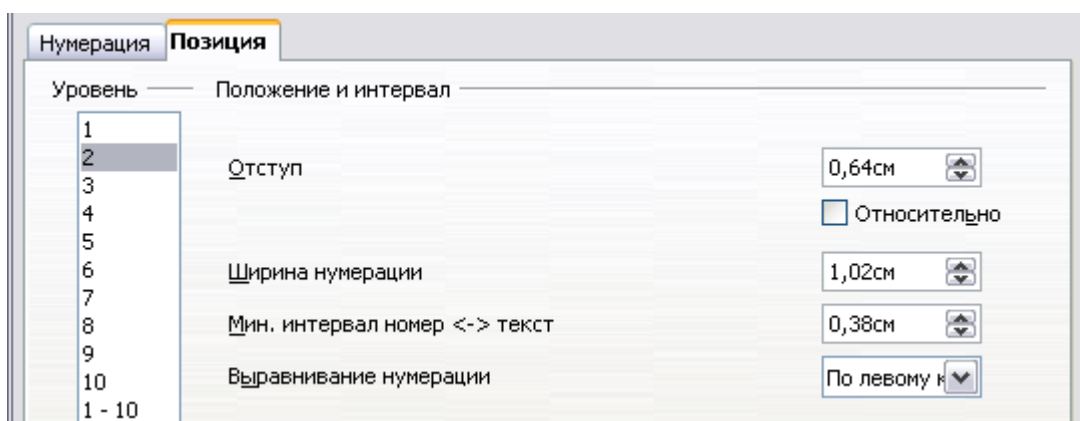 Нумерация Позиция
Уровень Положение и интервал
1
2
Отступ 0,64см
3
4
Относительно
5
6
Ширина нумерации 1,02см
7
8
Мин. интервал номер <-> текст 0,38см
9
10
Выравнивание нумерации По левому к
1 - 10